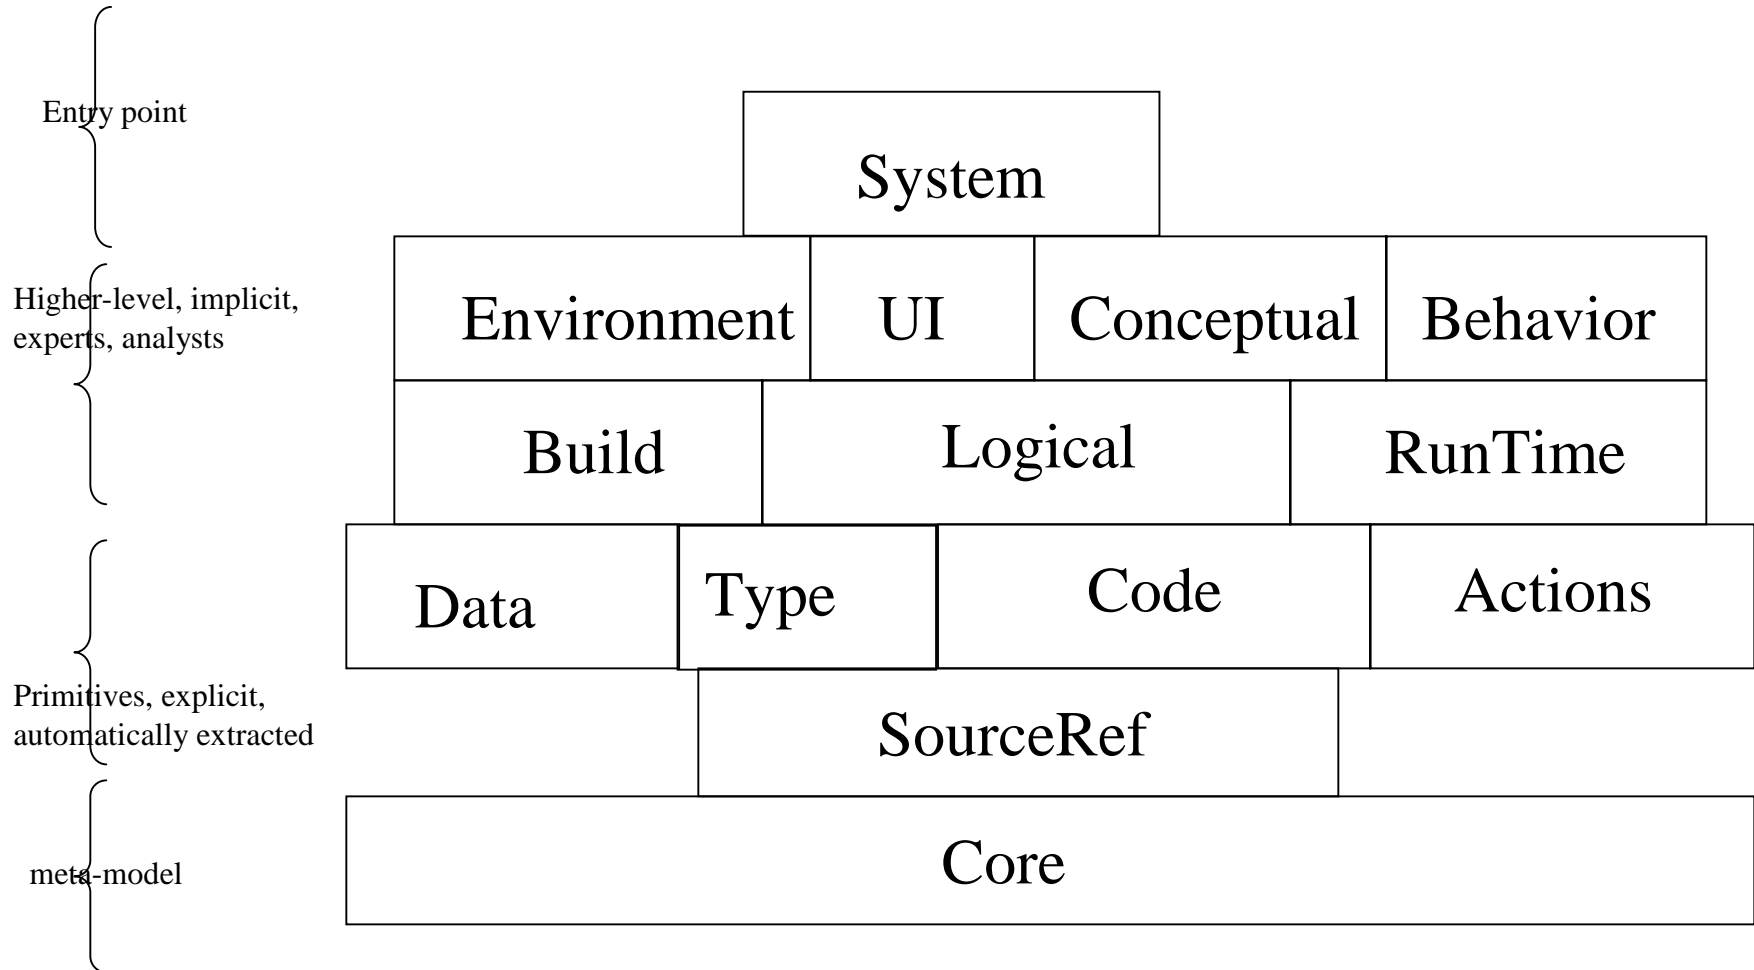 Entry point
System
Higher-level, implicit,
experts, analysts
Environment
UI
Conceptual
Behavior
Build
Logical
RunTime
Data
Type
Code
Actions
Primitives, explicit,
automatically extracted
SourceRef
meta-model
Core